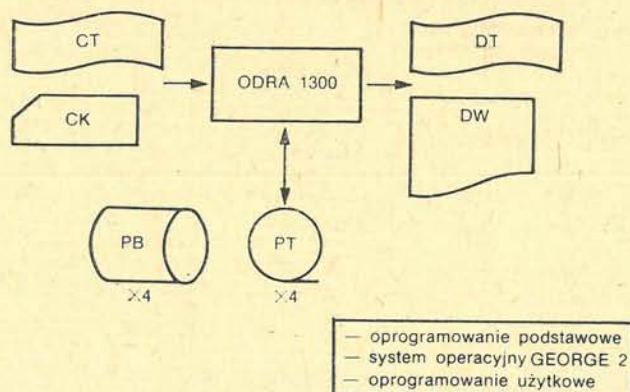 CT
DT
ODRA 1300
CK
DW
PB
PT
×4
×4
— oprogramowanie podstawowe
— system operacyjny GEORGE 2
— oprogramowanie użytkowe